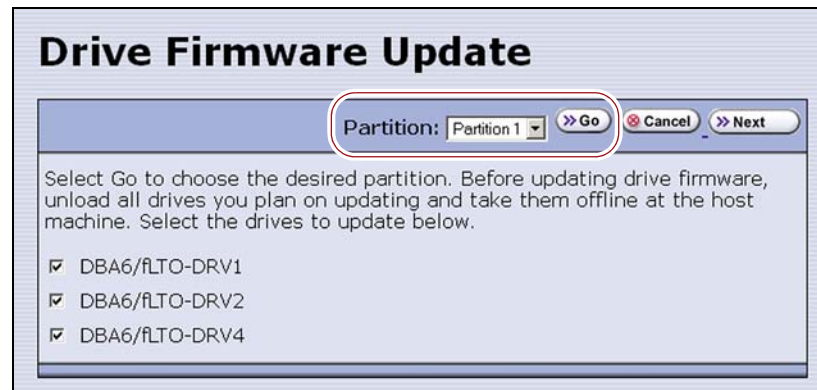 Drive Firmware Update
Partition: Partition 1 Go Cancel Next
Select Go to choose the desired partition. Before updating drive firmware,
unload all drives you plan on updating and take them offline at the host
machine. Select the drives to update below.
DBA6/fLTO-DRV1
DBA6/fLTO-DRV2
DBA6/fLTO-DRV4